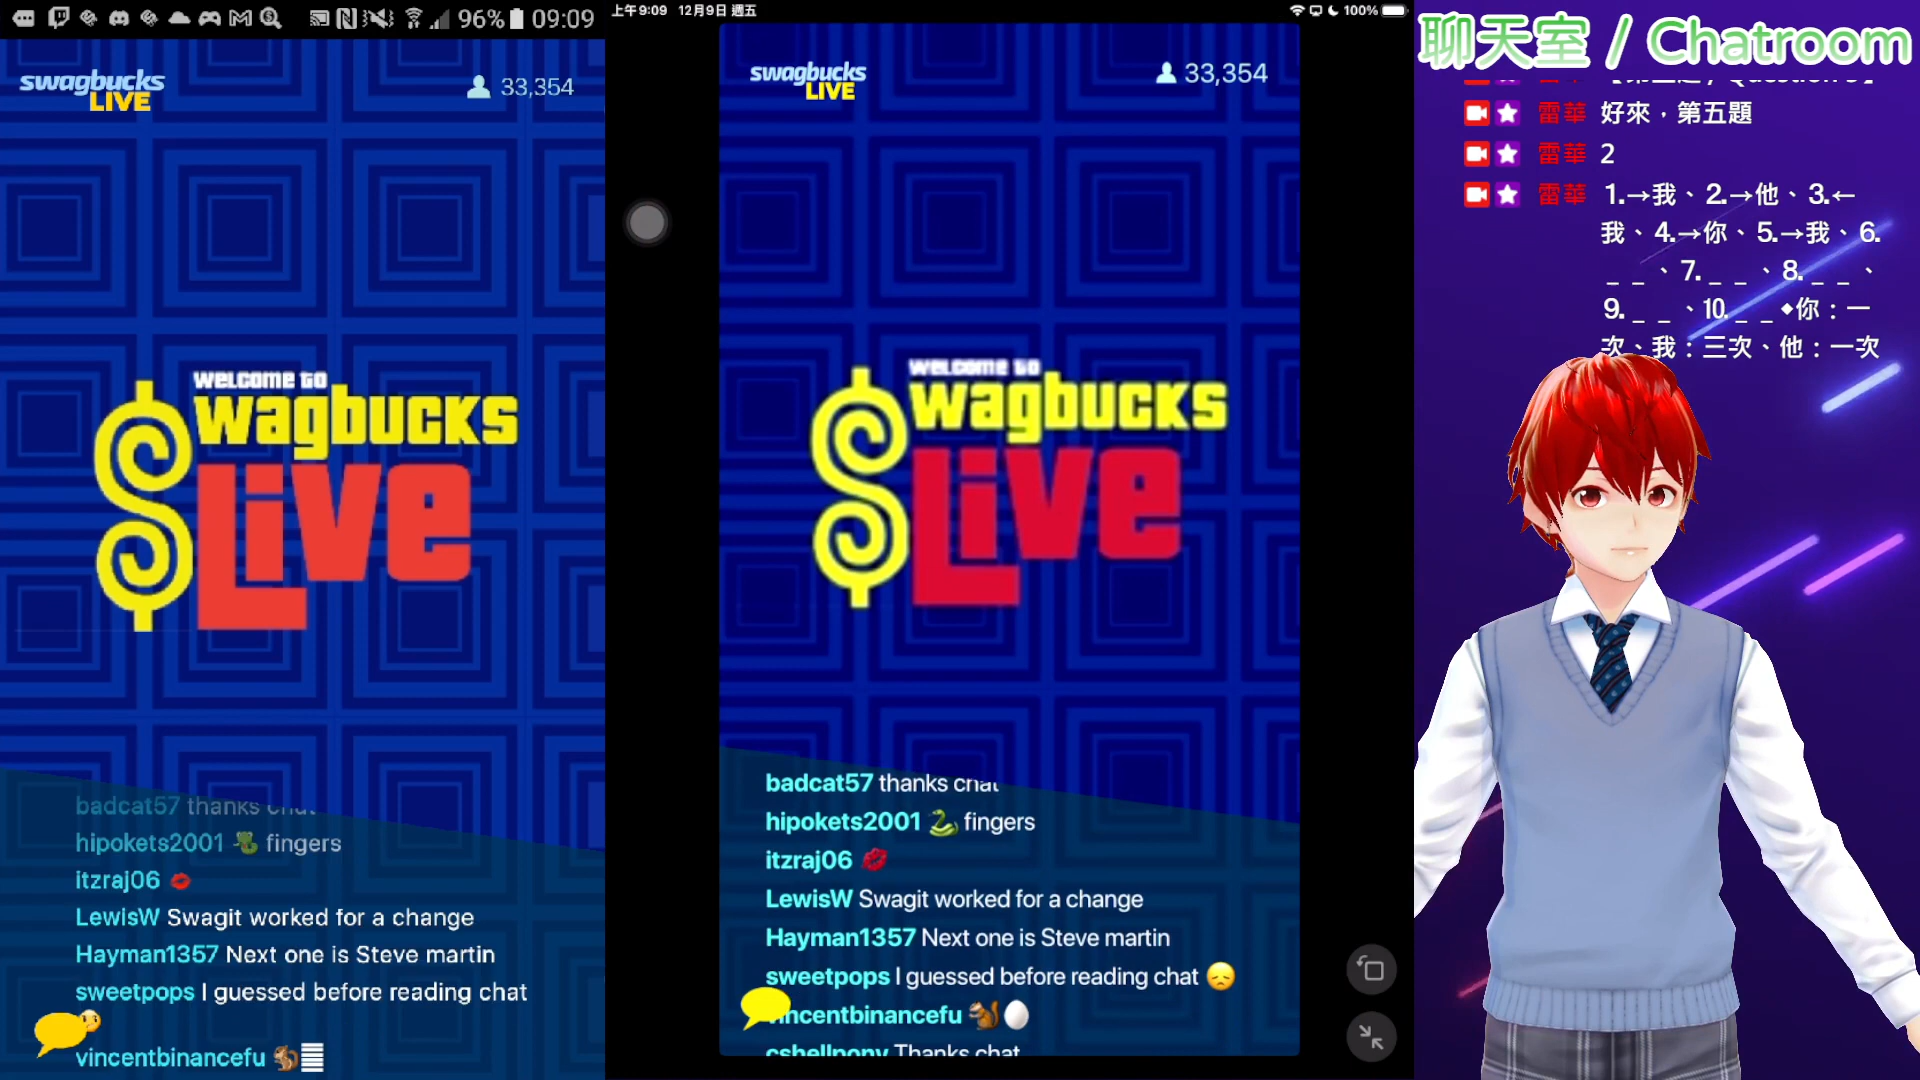 96% 09:09
swagbucks
LIVE
33,354
WELCOME TO
$wagbucks
LIVE
badcat57 thanks chat
hipokets2001 fingers
itzraj06
LewisW Swagit worked for a change
Hayman1357 Next one is Steve martin
sweetpops I guessed before reading chat
vincentbinancefu
上午9:09 12月9日 週五
100%
swagbucks
LIVE
33,354
WELCOME TO
$wagbucks
LIVE
badcat57 thanks chat
hipokets2001 🐍 fingers
itzraj06 💋
LewisW Swagit worked for a change
Hayman1357 Next one is Steve martin
sweetpops I guessed before reading chat 😞
vincentbinancefu 🐿️🥚
cshellpony Thanks chat
聊天室 / Chatroom
雷華 好來，第五題
雷華 2
雷華 1.→我、2.→他、3.←
我、4.→你、5.→我、6.
_ _ 、7. _ _ 、8. _ _ 、
9. _ _ 、10. _ _ ◆你：一
次、我：三次、他：一次